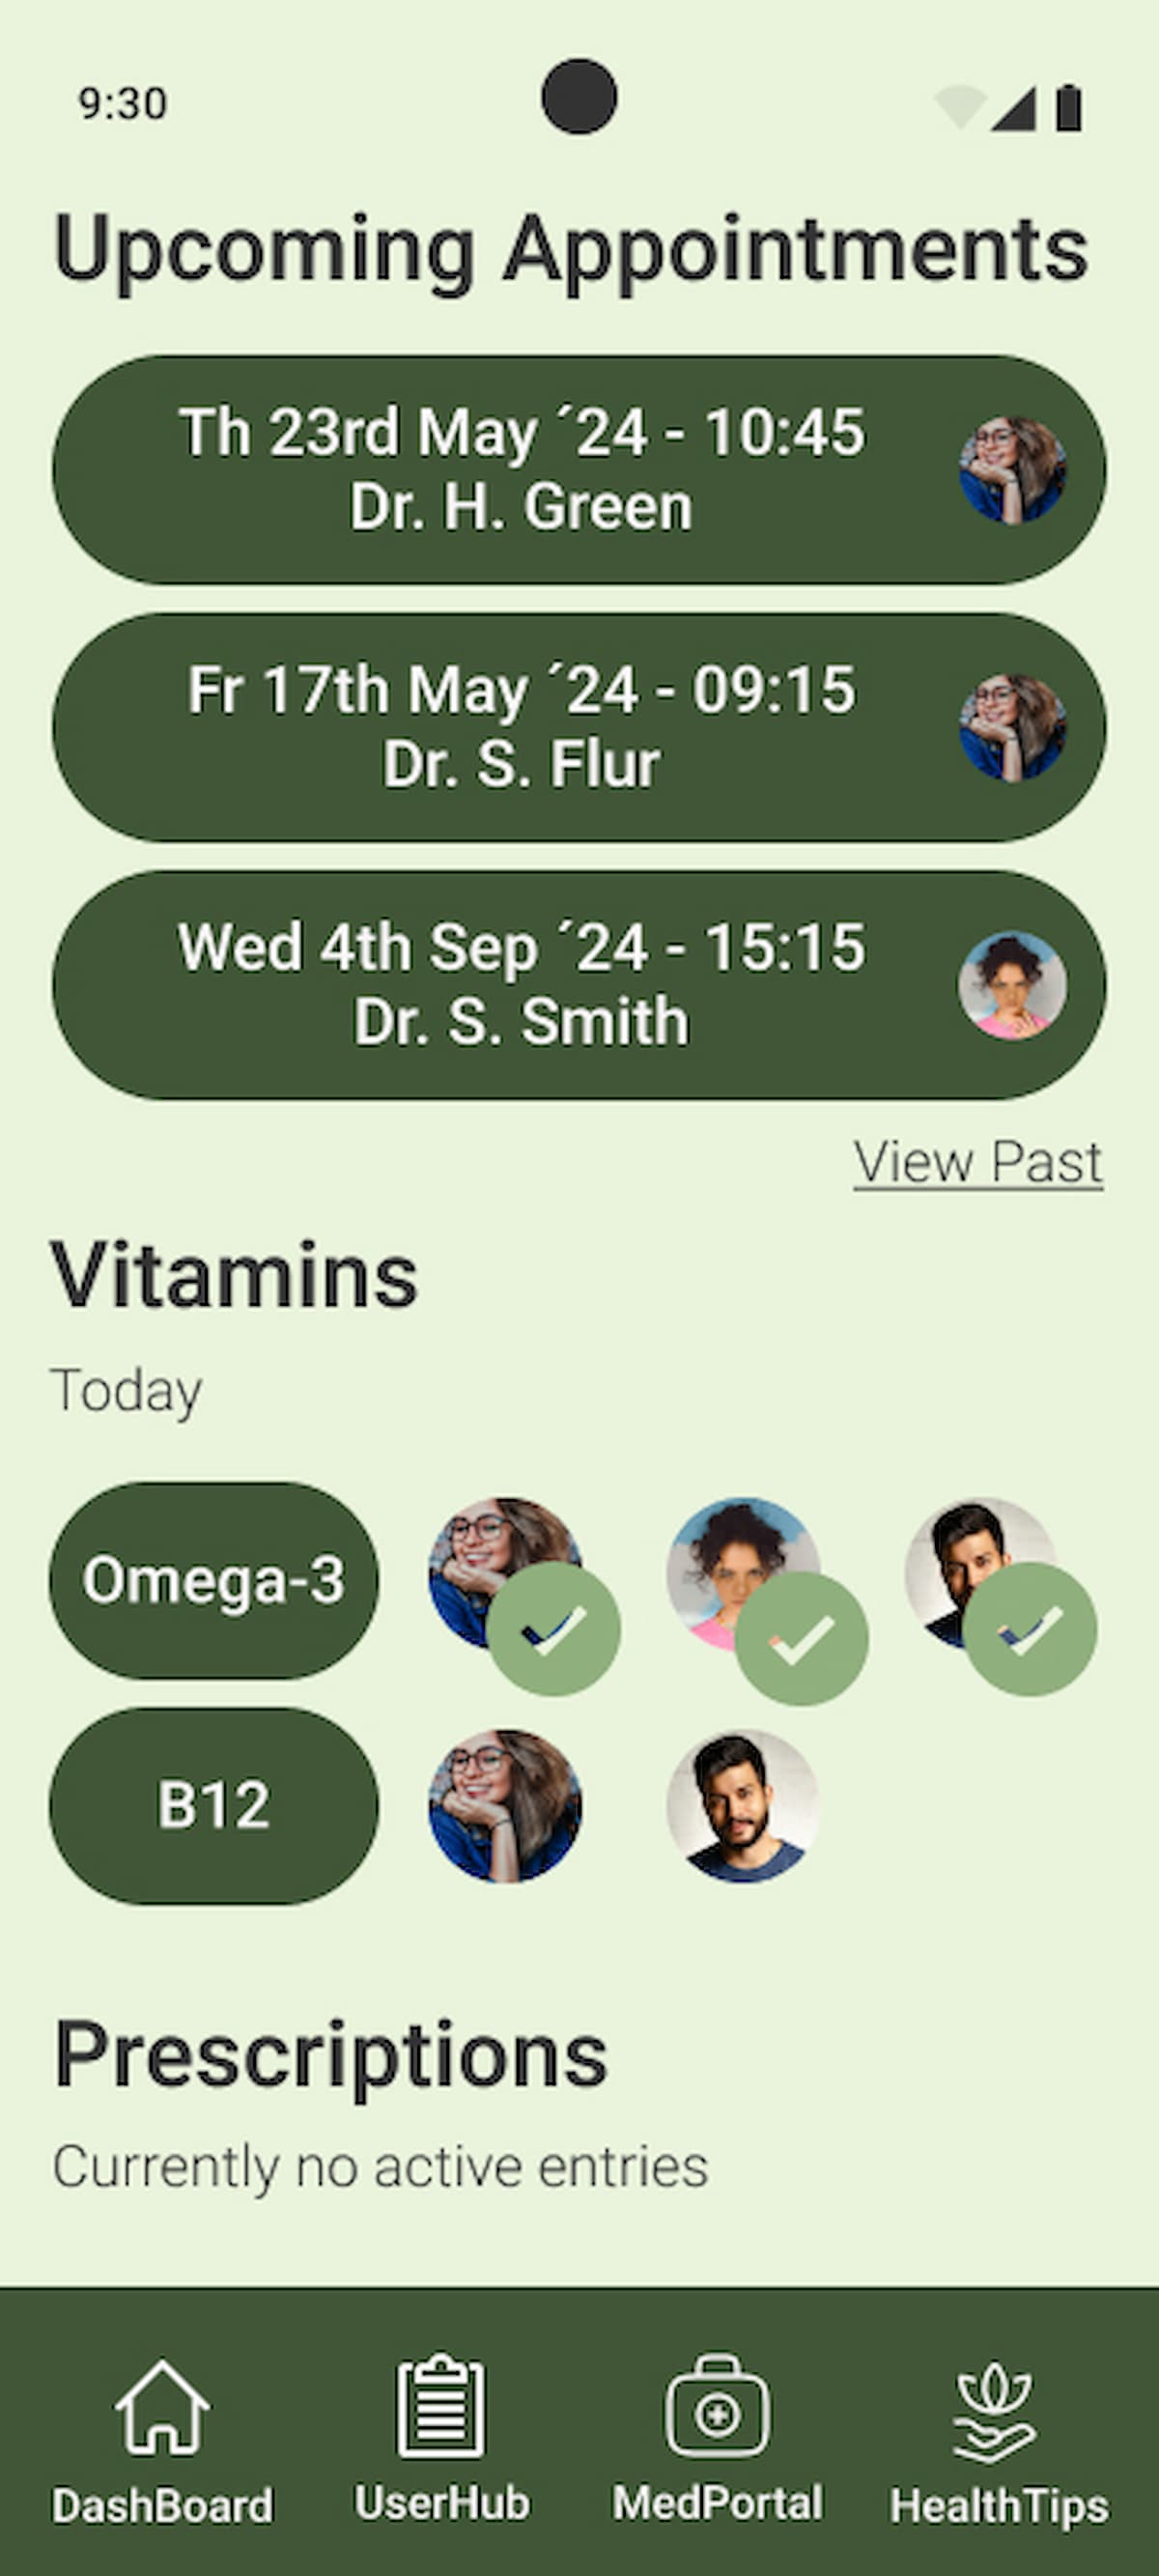 9:30
Upcoming Appointments
Th 23rd May ´24 - 10:45
Dr. H. Green
Fr 17th May ´24 - 09:15
Dr. S. Flur
Wed 4th Sep ´24 - 15:15
Dr. S. Smith
View Past
Vitamins
Today
Omega-3
B12
Prescriptions
Currently no active entries
DashBoard
UserHub
MedPortal
HealthTips